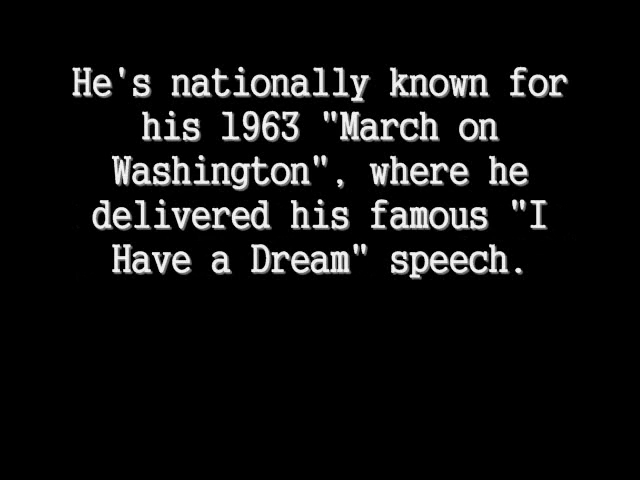 He's nationally known for
his 1963 "March on
Washington", where he
delivered his famous "I
Have a Dream" speech.